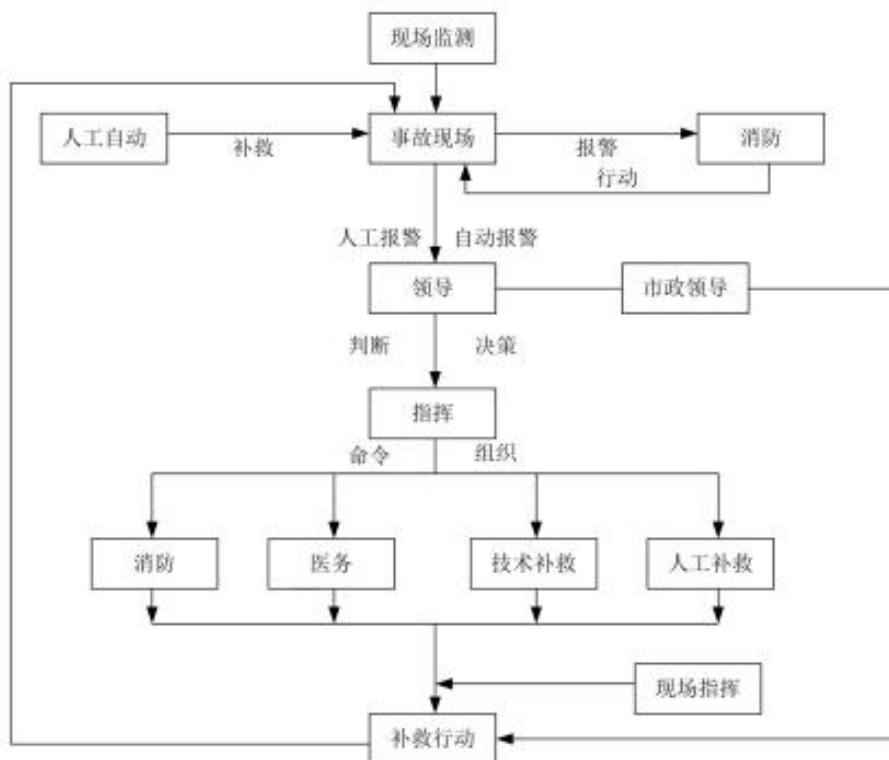 现场监测
人工自动
补救
事故现场
报警
消防
行动
人工报警 自动报警
领导
市政领导
判断 决策
指挥
命令 组织
消防
医务
技术补救
人工补救
现场指挥
补救行动